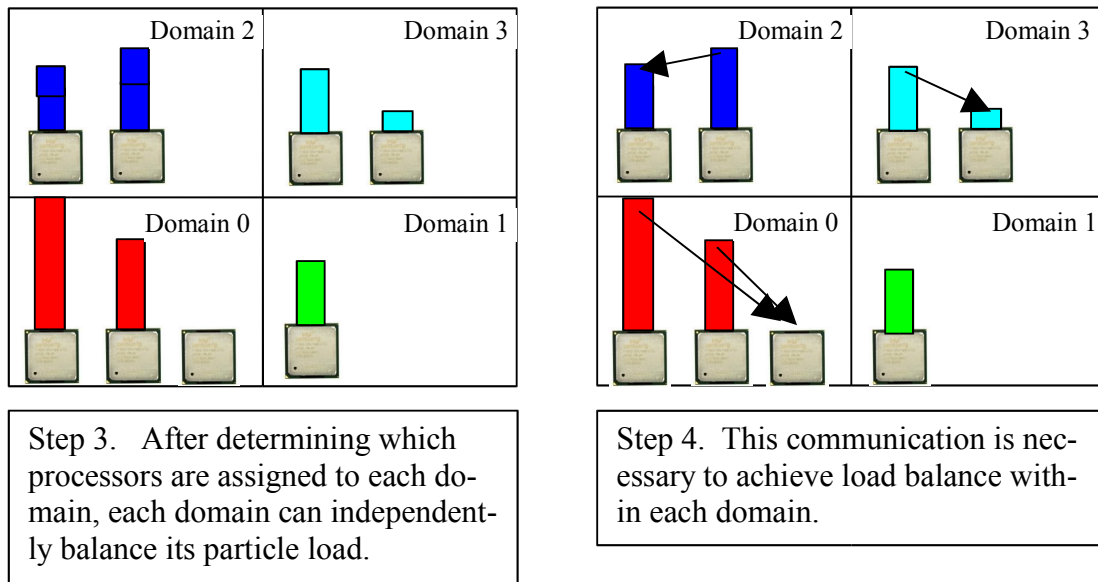 Domain 2
Domain 3
Domain 0
Domain 1
Step 3. After determining which
processors are assigned to each do-
main, each domain can independent-
ly balance its particle load.
Domain 2
Domain 3
Domain 0
Domain 1
Step 4. This communication is nec-
essary to achieve load balance with-
in each domain.